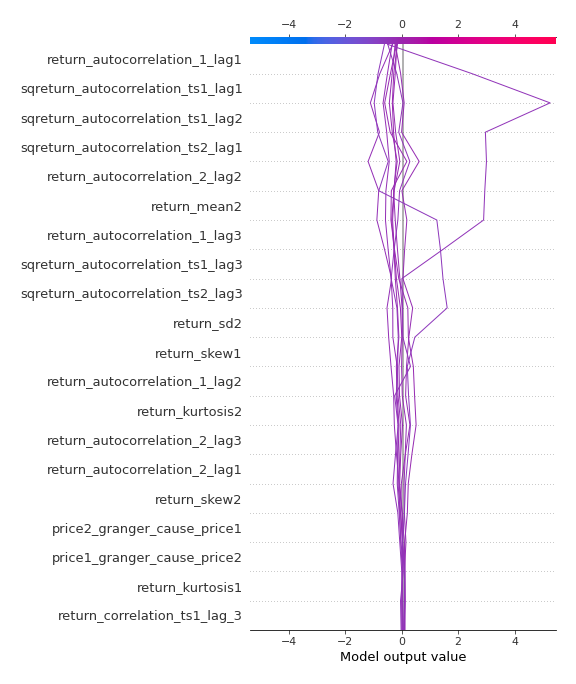 −4 −2 0 2 4
return_autocorrelation_1_lag1
sqreturn_autocorrelation_ts1_lag1
sqreturn_autocorrelation_ts1_lag2
sqreturn_autocorrelation_ts2_lag1
return_autocorrelation_2_lag2
return_mean2
return_autocorrelation_1_lag3
sqreturn_autocorrelation_ts1_lag3
sqreturn_autocorrelation_ts2_lag3
return_sd2
return_skew1
return_autocorrelation_1_lag2
return_kurtosis2
return_autocorrelation_2_lag3
return_autocorrelation_2_lag1
return_skew2
price2_granger_cause_price1
price1_granger_cause_price2
return_kurtosis1
return_correlation_ts1_lag_3
−4 −2 0 2 4
Model output value